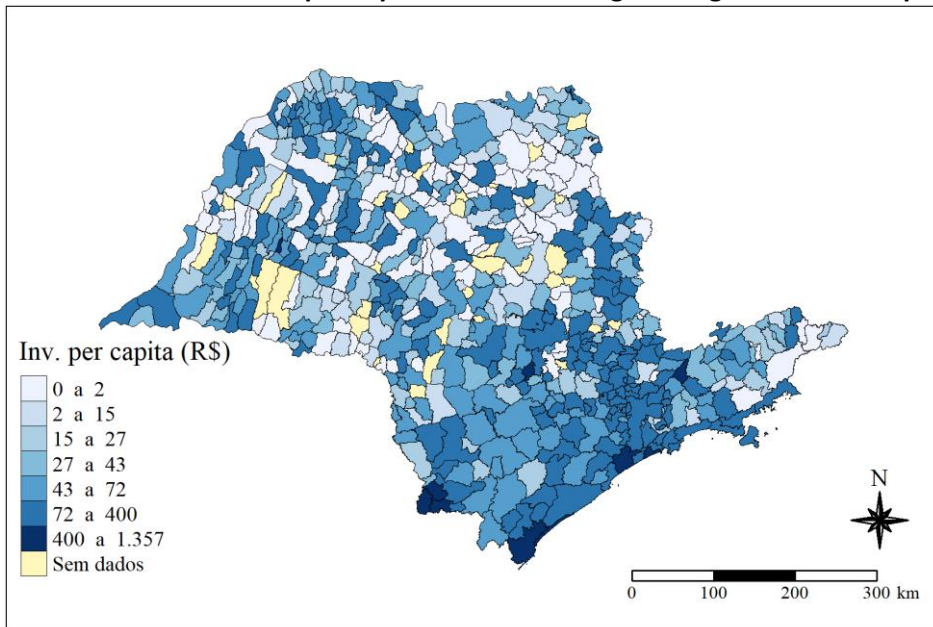 Inv. per capita (R$)
0 a 2
2 a 15
15 a 27
27 a 43
43 a 72
72 a 400
400 a 1.357
Sem dados
N
0 100 200 300 km